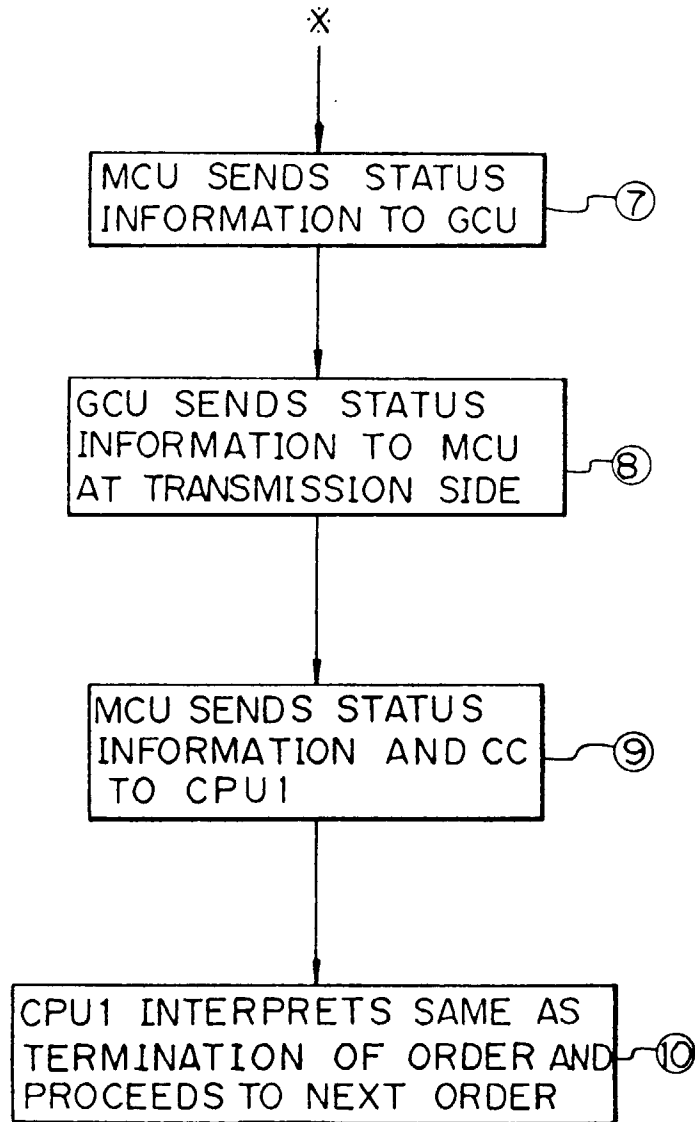 ※
MCU SENDS STATUS
INFORMATION TO GCU
⑦
GCU SENDS STATUS
INFORMATION TO MCU
AT TRANSMISSION SIDE
⑧
MCU SENDS STATUS
INFORMATION AND CC
TO CPU1
⑨
CPU1 INTERPRETS SAME AS
TERMINATION OF ORDER AND
PROCEEDS TO NEXT ORDER
⑩